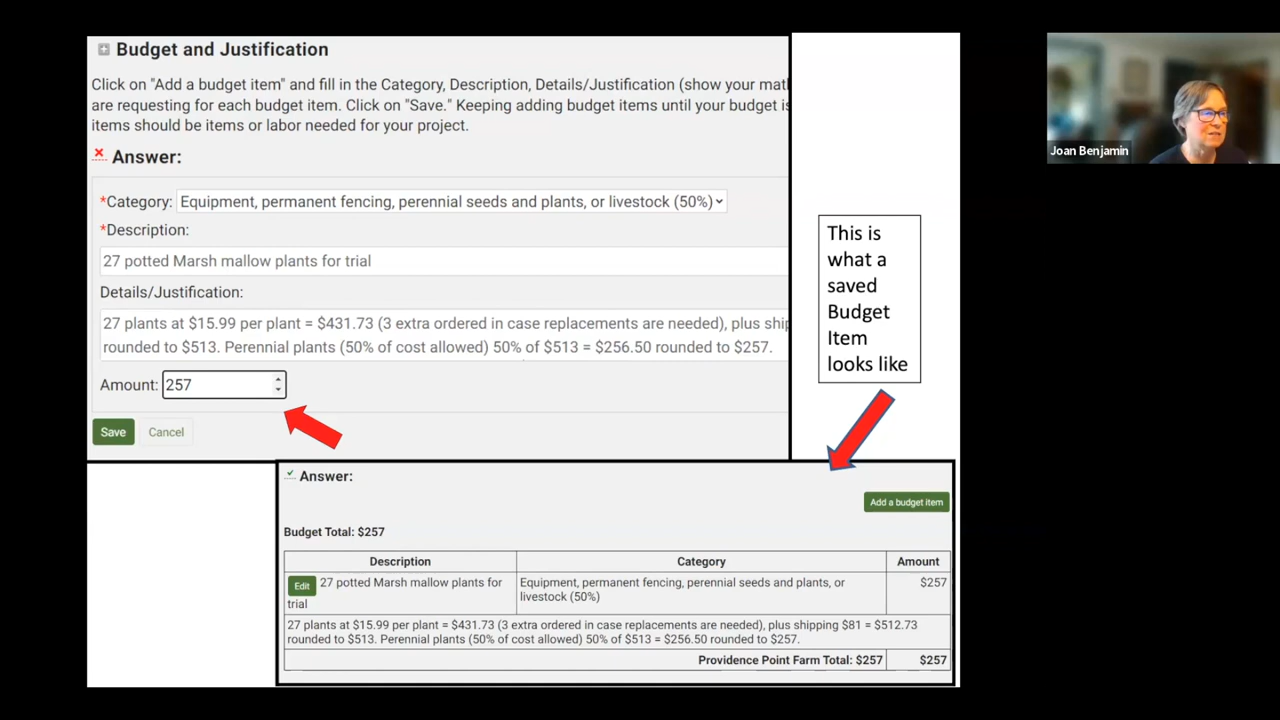 Budget and Justification
Click on "Add a budget item" and fill in the Category, Description, Details/Justification (show your mat
are requesting for each budget item. Click on "Save." Keeping adding budget items until your budget is
items should be items or labor needed for your project.
Answer:
*Category: Equipment, permanent fencing, perennial seeds and plants, or livestock (50%)
*Description:
27 potted Marsh mallow plants for trial
Details/Justification:
27 plants at $15.99 per plant = $431.73 (3 extra ordered in case replacements are needed), plus ship
rounded to $513. Perennial plants (50% of cost allowed) 50% of $513 = $256.50 rounded to $257.
Amount: 257
Save Cancel
This is
what a
saved
Budget
Item
looks like
Answer:
Add a budget item
Budget Total: $257
Description Category Amount
Edit 27 potted Marsh mallow plants for Equipment, permanent fencing, perennial seeds and plants, or $257
trial livestock (50%)
27 plants at $15.99 per plant = $431.73 (3 extra ordered in case replacements are needed), plus shipping $81 = $512.73
rounded to $513. Perennial plants (50% of cost allowed) 50% of $513 = $256.50 rounded to $257.
Providence Point Farm Total: $257 $257
Joan Benjamin